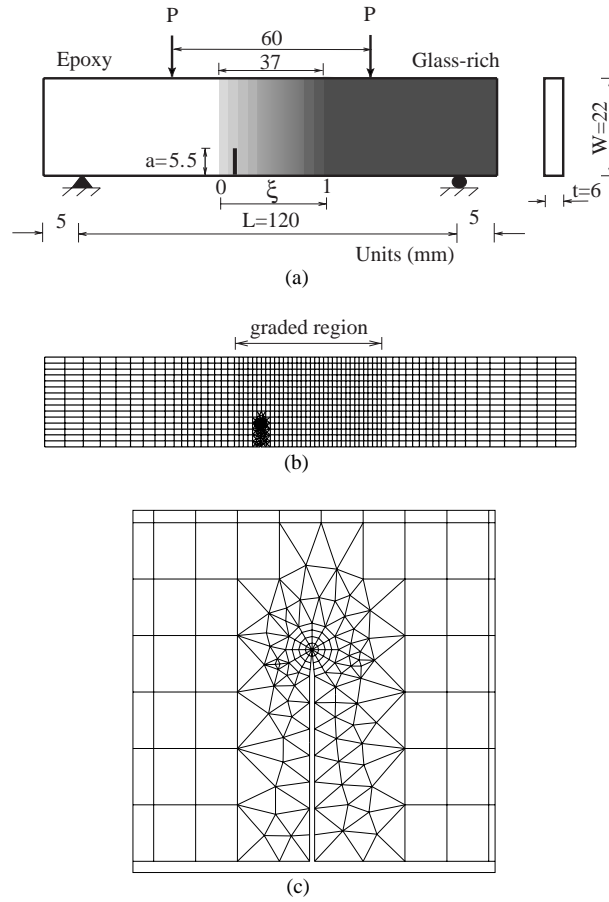 P P
60
Epoxy Glass-rich
37
W=22
a=5.5
0 ξ 1
t=6
5 L=120 5
Units (mm)
(a)
graded region
(b)
(c)